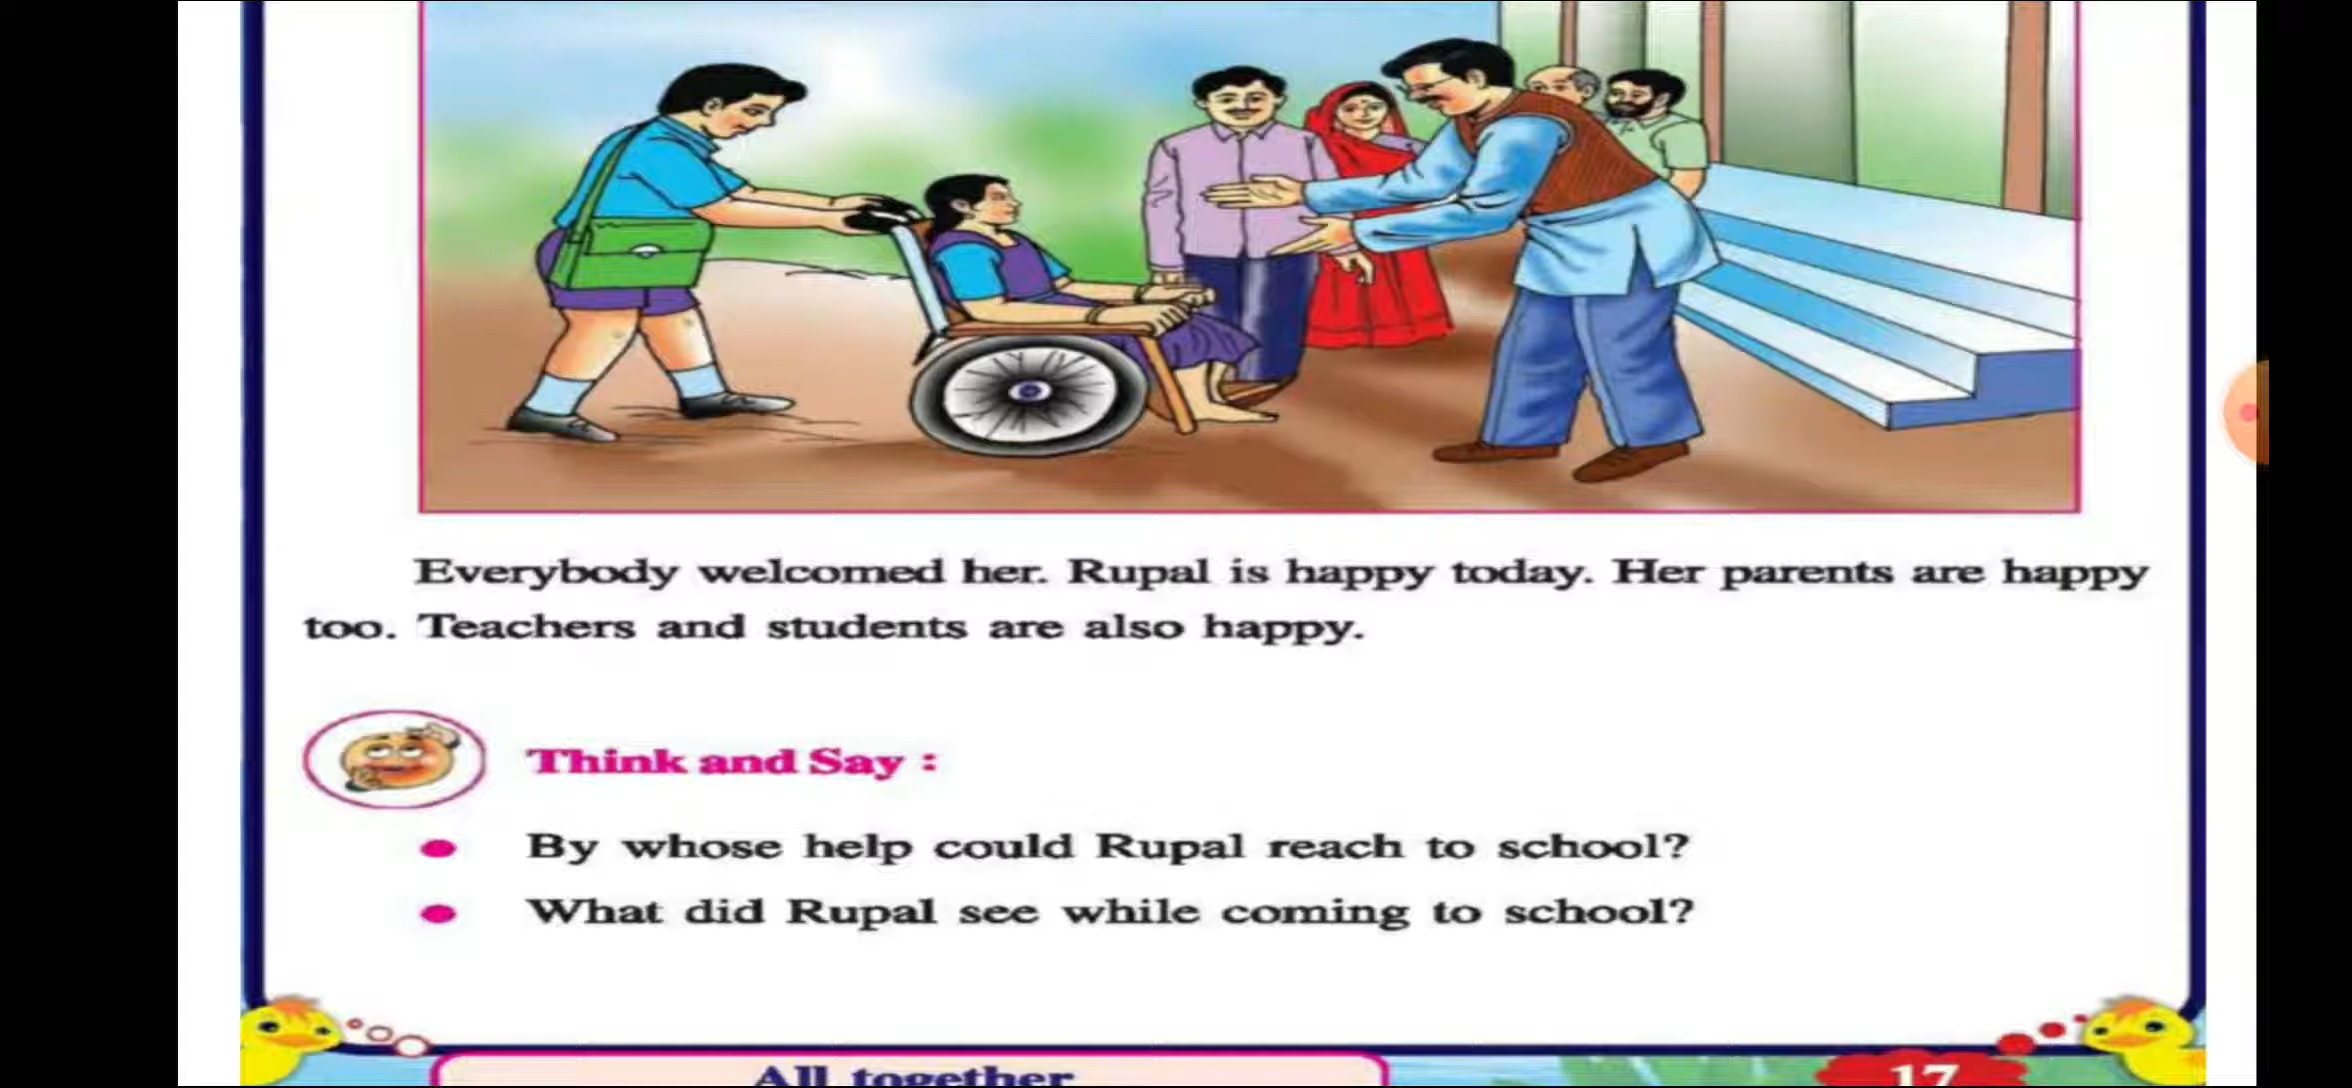 Everybody welcomed her. Rupal is happy today. Her parents are happy
too. Teachers and students are also happy.
Think and Say :
By whose help could Rupal reach to school?
What did Rupal see while coming to school?
All together
17